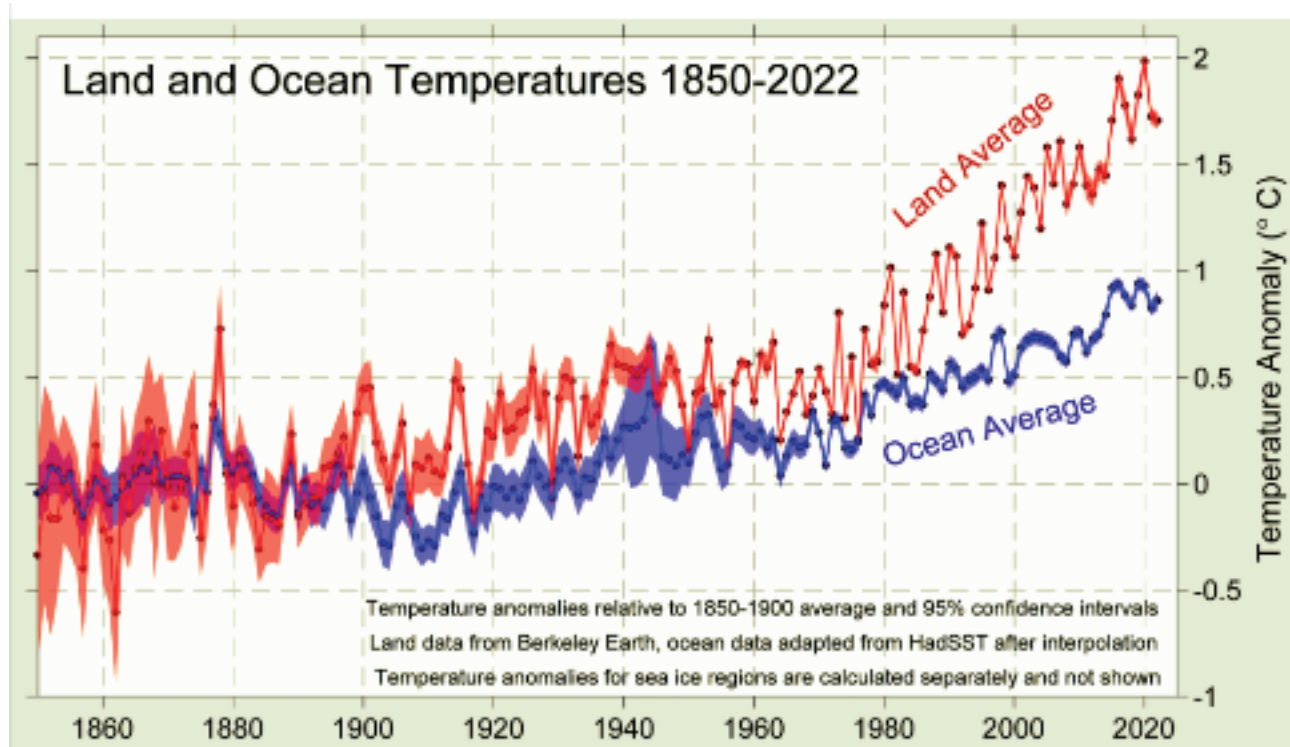 Land and Ocean Temperatures 1850-2022
Land Average
Ocean Average
Temperature anomalies relative to 1850-1900 average and 95% confidence intervals
Land data from Berkeley Earth, ocean data adapted from HadSST after interpolation
Temperature anomalies for sea ice regions are calculated separately and not shown
2
1.5
1
0.5
0
-0.5
-1
Temperature Anomaly (° C)
1860 1880 1900 1920 1940 1960 1980 2000 2020